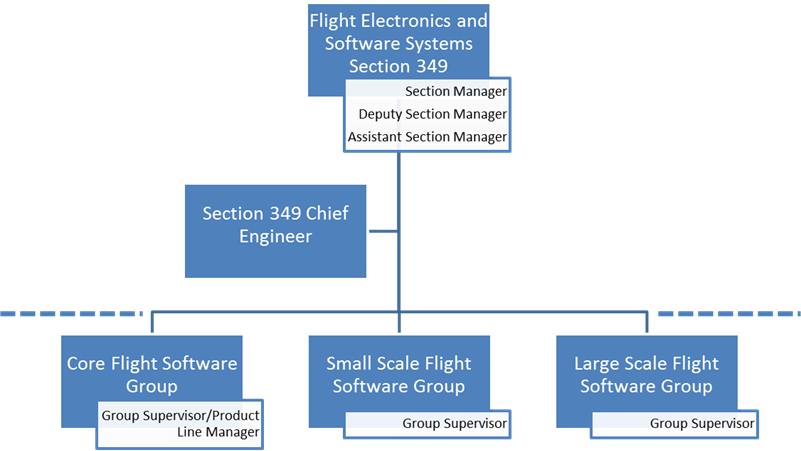 Flight Electronics and
Software Systems
Section 349
Section Manager
Deputy Section Manager
Assistant Section Manager
Section 349 Chief
Engineer
Core Flight Software
Group
Group Supervisor/Product
Line Manager
Small Scale Flight
Software Group
Group Supervisor
Large Scale Flight
Software Group
Group Supervisor